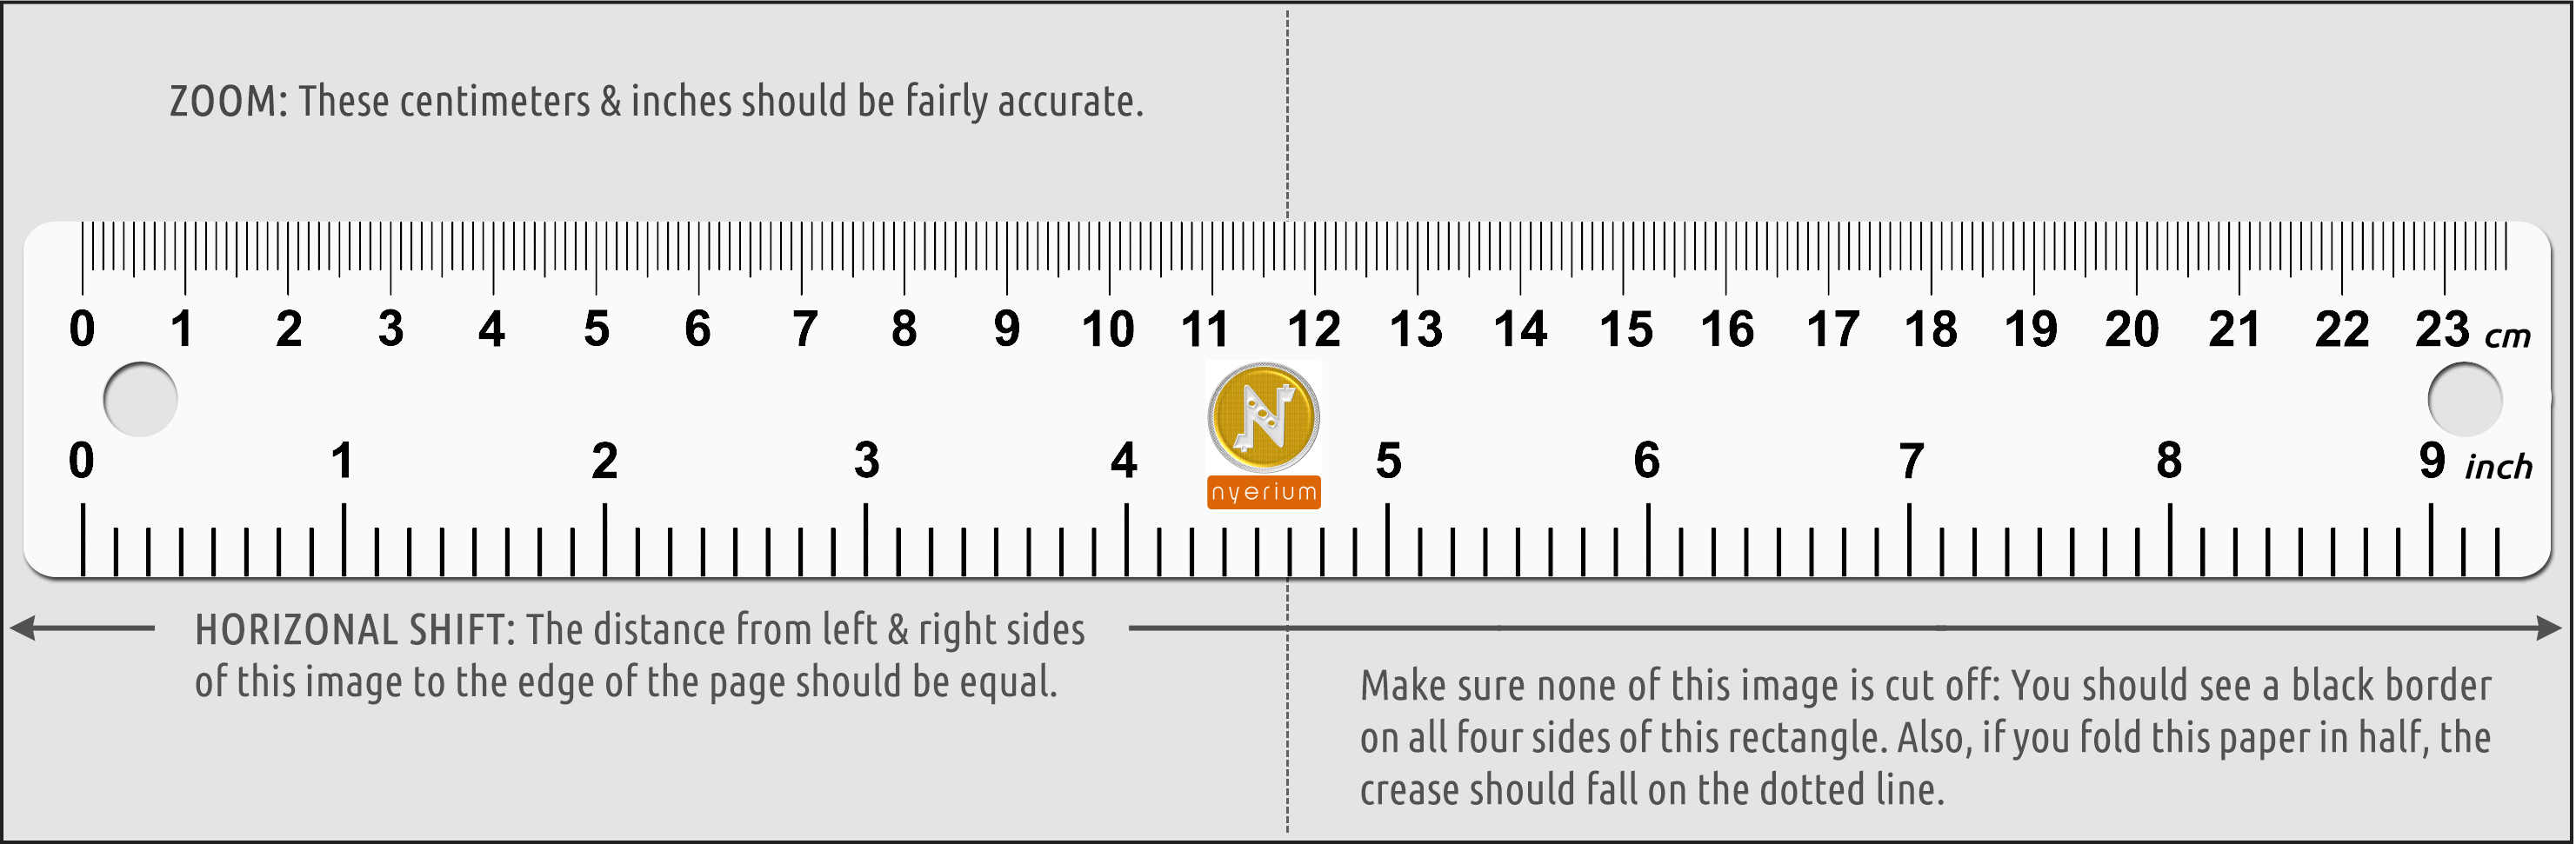 ZOOM: These centimeters & inches should be fairly accurate.
0 1 2 3 4 5 6 7 8 9 10 11 12 13 14 15 16 17 18 19 20 21 22 23 cm
N
0 1 2 3 4 5 6 7 8 9 inch
nyerium
HORIZONAL SHIFT: The distance from left & right sides
of this image to the edge of the page should be equal.
Make sure none of this image is cut off: You should see a black border
on all four sides of this rectangle. Also, if you fold this paper in half, the
crease should fall on the dotted line.